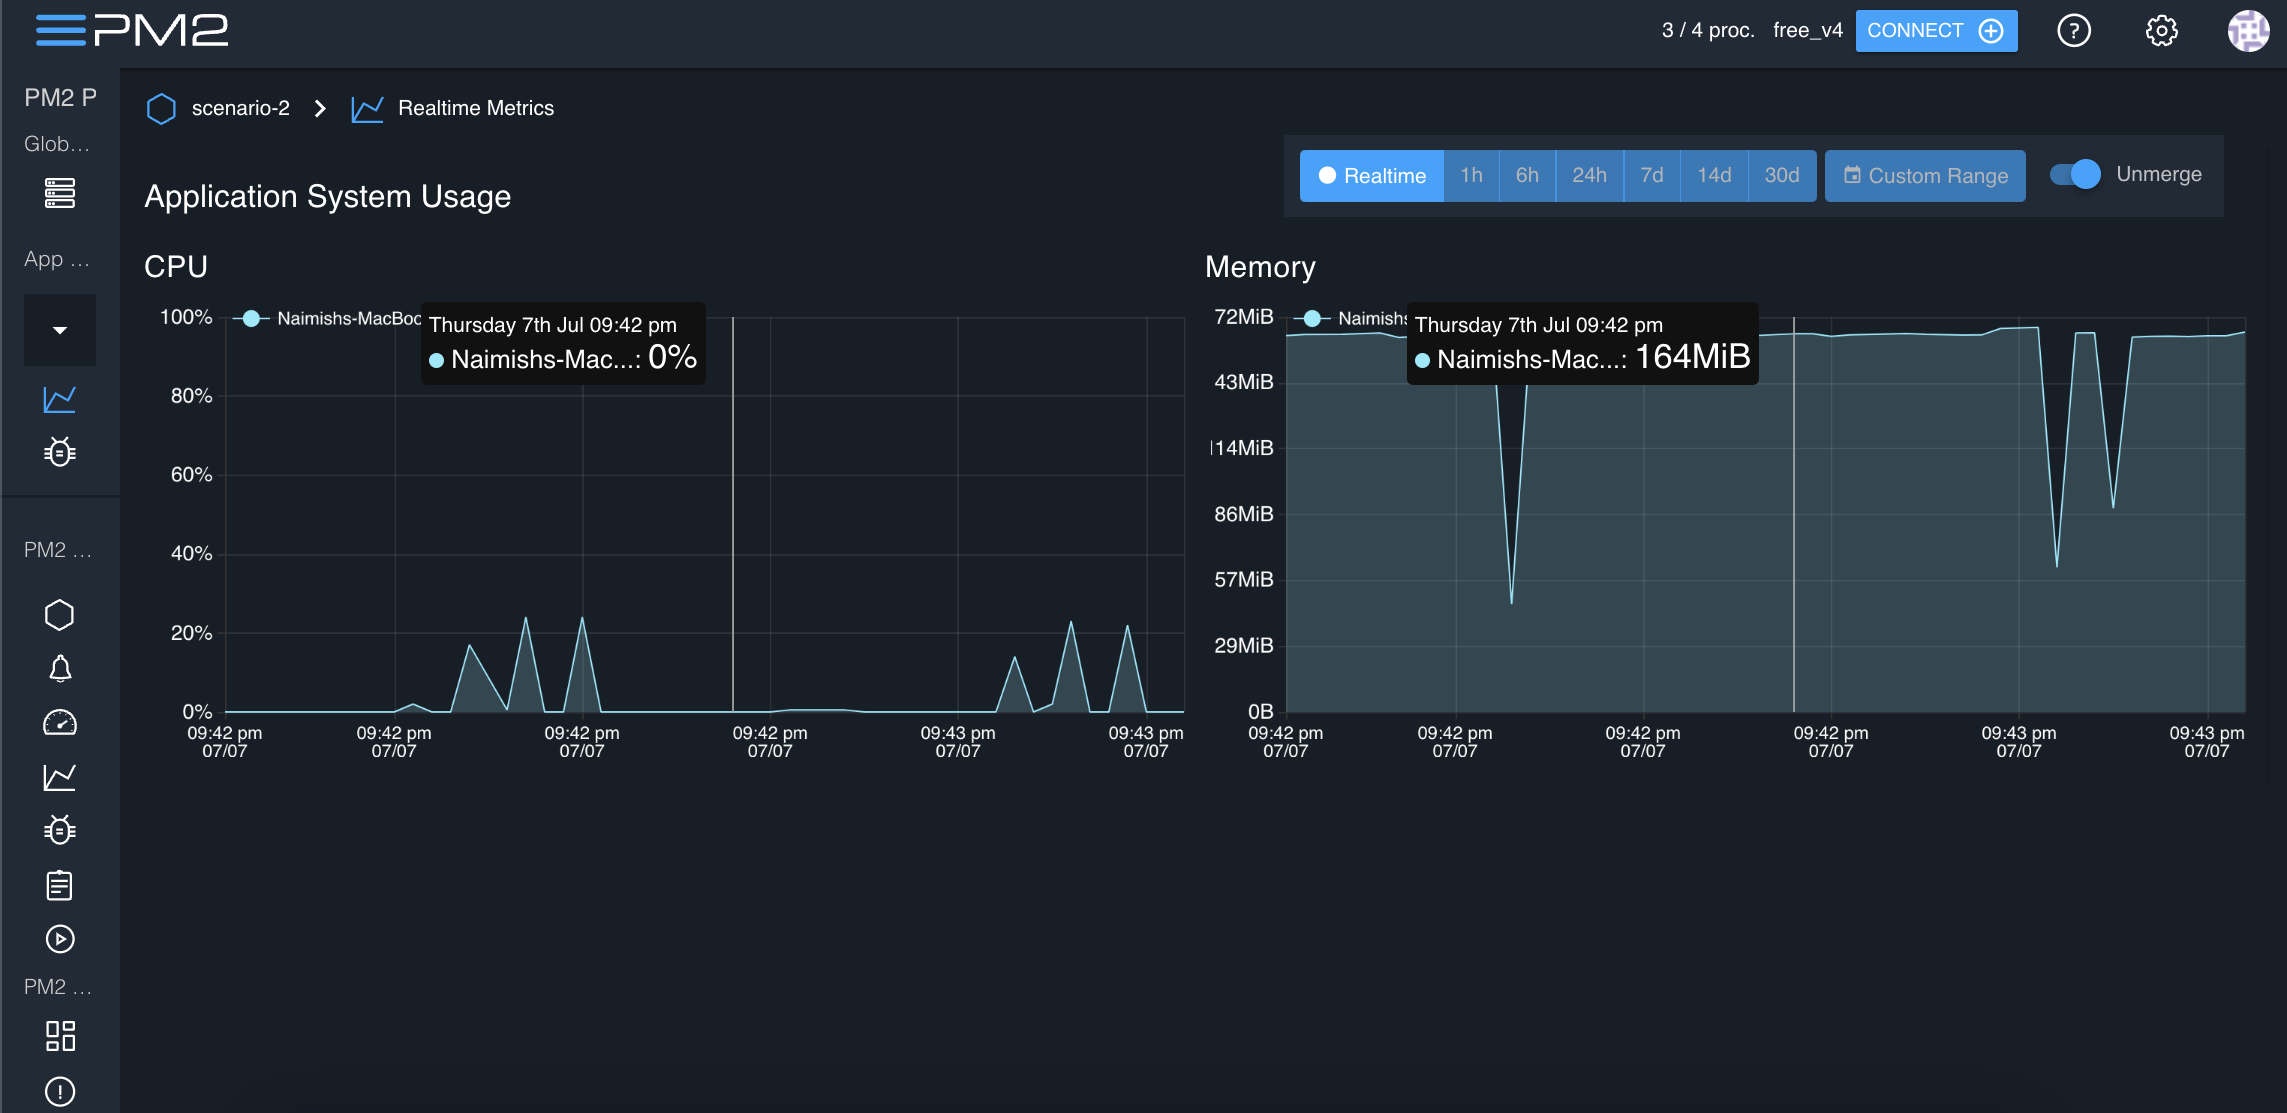 PM2
3 / 4 proc. free_v4 CONNECT
PM2 P
Glob...
App ...
PM2 ...
PM2 ...
scenario-2 > Realtime Metrics
Application System Usage
Realtime 1h 6h 24h 7d 14d 30d Custom Range Unmerge
CPU
Naimishs-MacBoo
Thursday 7th Jul 09:42 pm
Naimishs-Mac...: 0%
100%
80%
60%
40%
20%
0%
09:42 pm 09:42 pm 09:42 pm 09:42 pm 09:43 pm 09:43 pm
07/07 07/07 07/07 07/07 07/07 07/07
Memory
Naimishs
Thursday 7th Jul 09:42 pm
Naimishs-Mac...: 164MiB
72MiB
43MiB
114MiB
86MiB
57MiB
29MiB
0B
09:42 pm 09:42 pm 09:42 pm 09:42 pm 09:43 pm 09:43 pm
07/07 07/07 07/07 07/07 07/07 07/07